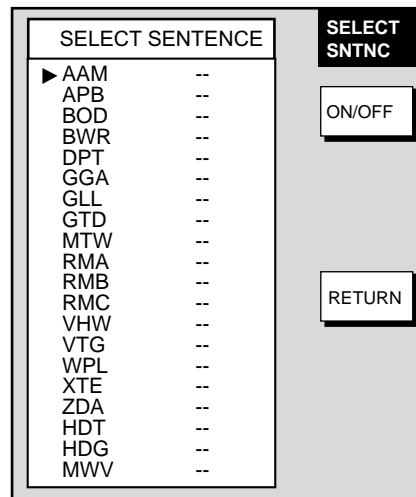 SELECT SENTENCE
▶ AAM --
APB --
BOD --
BWR --
DPT --
GGA --
GLL --
GTD --
MTW --
RMA --
RMB --
RMC --
VHW --
VTG --
WPL --
XTE --
ZDA --
HDT --
HDG --
MWV --
SELECT
SNTNC
ON/OFF
RETURN